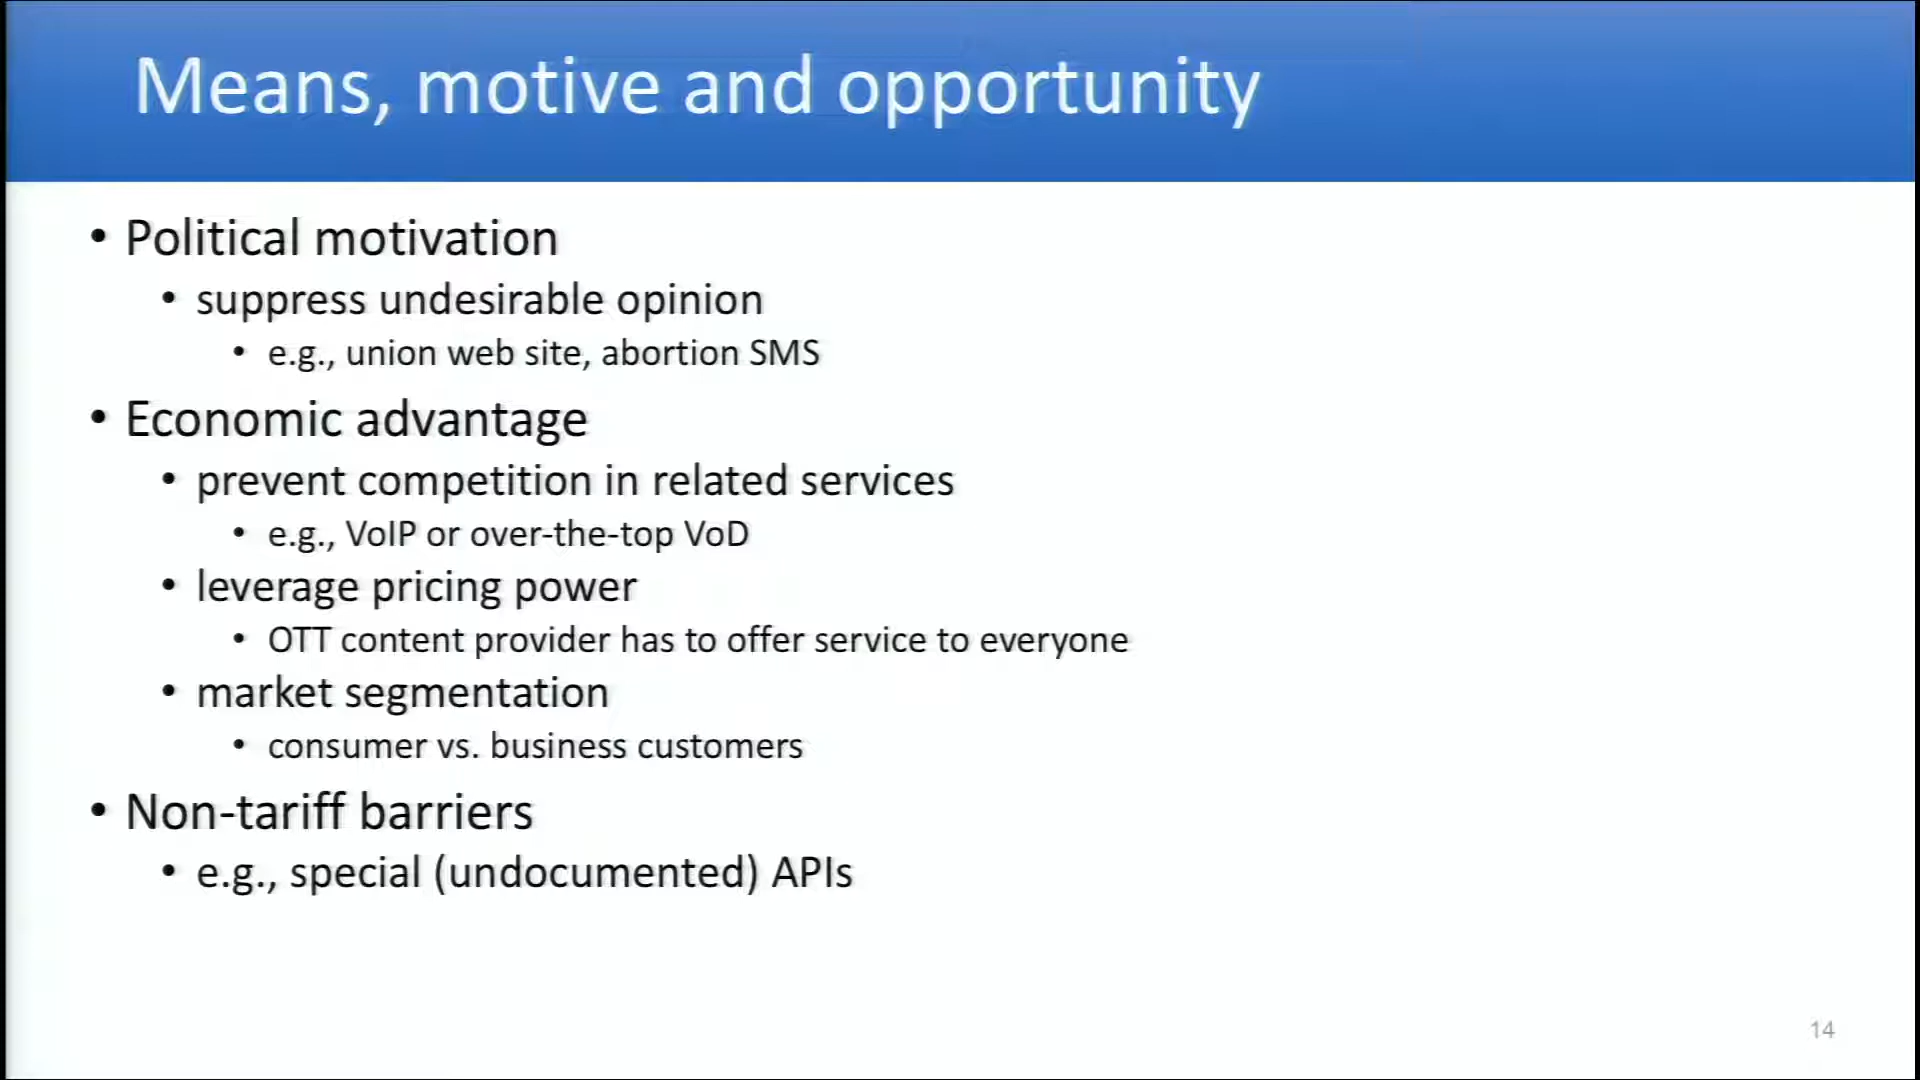 Means, motive and opportunity
• Political motivation
• suppress undesirable opinion
• e.g., union web site, abortion SMS
• Economic advantage
• prevent competition in related services
• e.g., VoIP or over-the-top VoD
• leverage pricing power
• OTT content provider has to offer service to everyone
• market segmentation
• consumer vs. business customers
• Non-tariff barriers
• e.g., special (undocumented) APIs
14